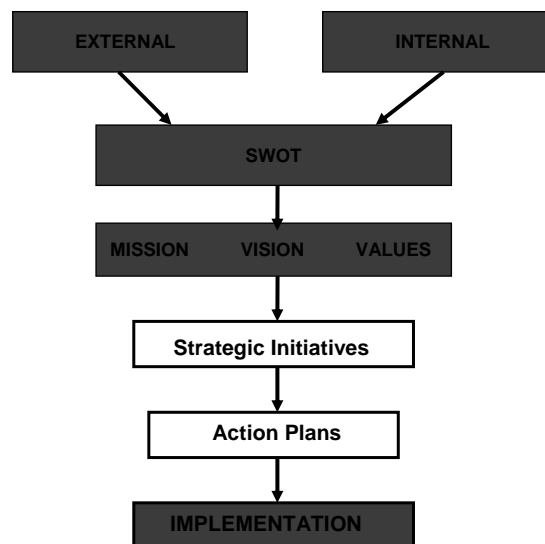 EXTERNAL INTERNAL
SWOT
MISSION VISION VALUES
Strategic Initiatives
Action Plans
IMPLEMENTATION